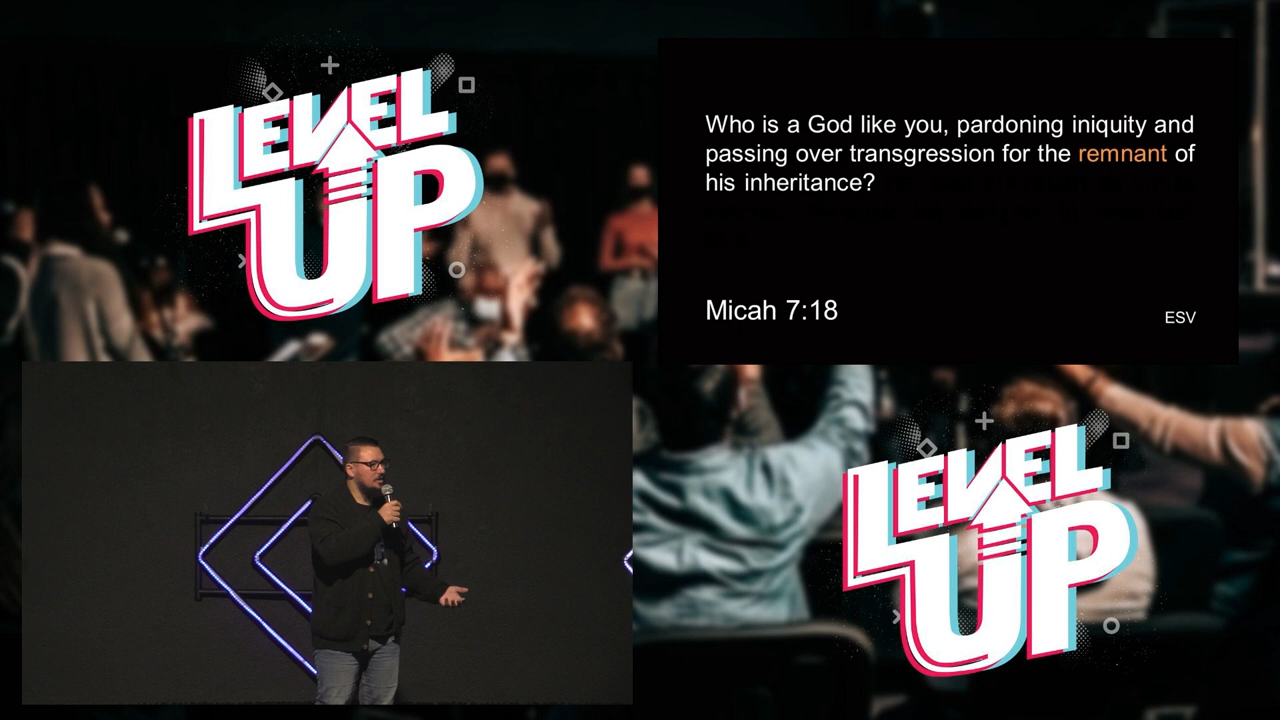 LEVEL
UP
Who is a God like you, pardoning iniquity and
passing over transgression for the remnant of
his inheritance?
Micah 7:18
ESV
LEVEL
UP